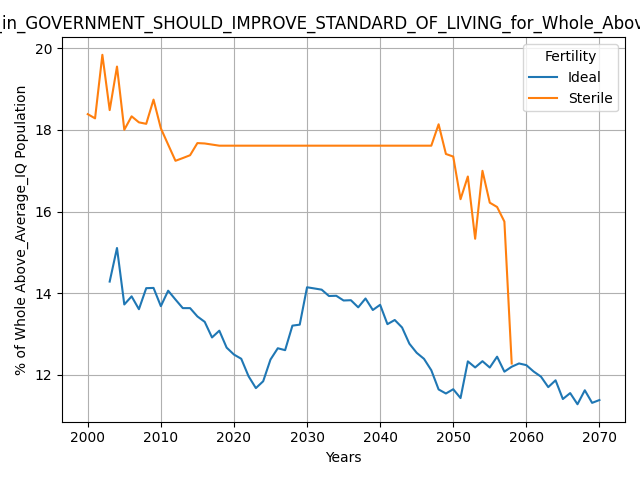 _in_GOVERNMENT_SHOULD_IMPROVE_STANDARD_OF_LIVING_for_Whole_Above
Fertility
Ideal
Sterile
% of Whole Above_Average_IQ Population
20
18
16
14
12
2000 2010 2020 2030 2040 2050 2060 2070
Years